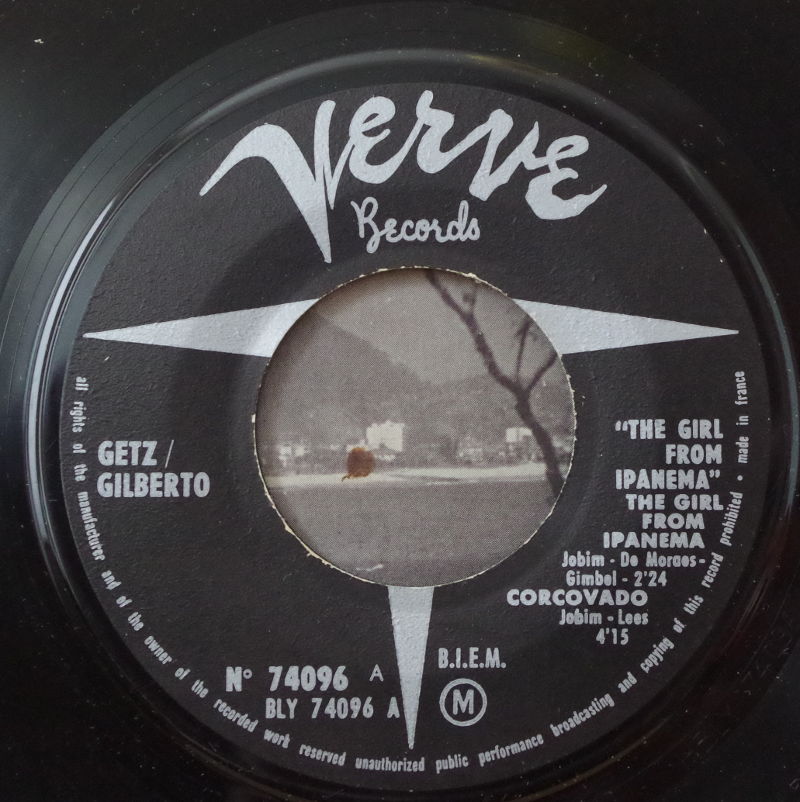 Verve
Records
GETZ/
GILBERTO
"THE GIRL
FROM
IPANEMA"
THE GIRL
FROM
IPANEMA
Jobim - De Moraes -
Gimbel - 2'24
CORCOVADO
Jobim - Lees
4'15
B.I.E.M.
Nº 74096 A
BLY 74096 A
M
all rights of the manufacturer and of the owner of the recorded work reserved unauthorized public performance broadcasting and copying of this record prohibited • made in france